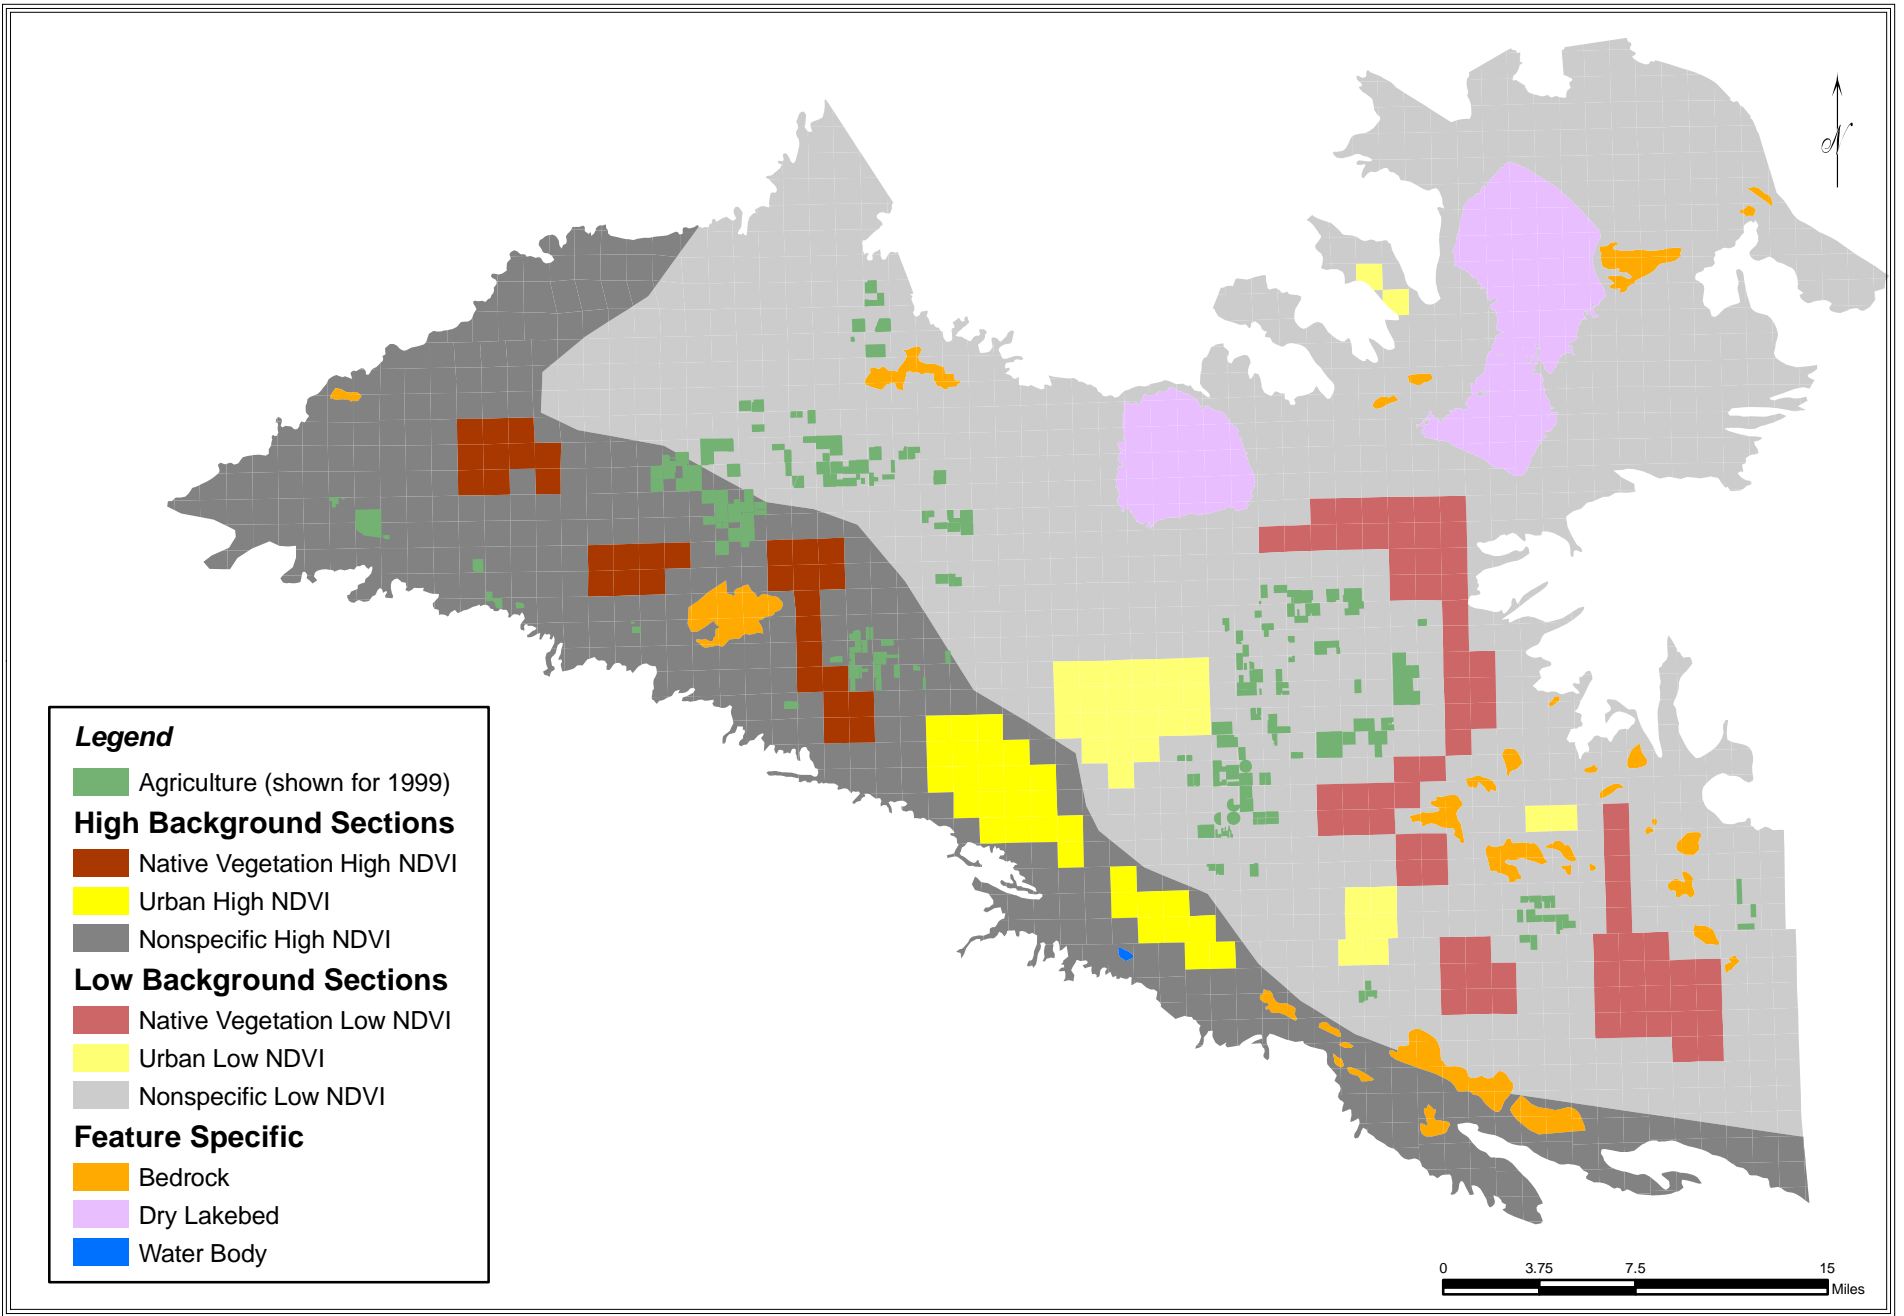 N
Legend
Agriculture (shown for 1999)
High Background Sections
Native Vegetation High NDVI
Urban High NDVI
Nonspecific High NDVI
Low Background Sections
Native Vegetation Low NDVI
Urban Low NDVI
Nonspecific Low NDVI
Feature Specific
Bedrock
Dry Lakebed
Water Body
0 3.75 7.5 15
Miles